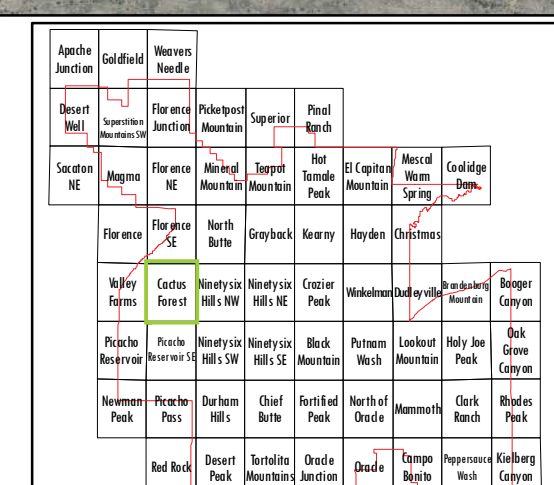 Apache
Junction
Goldfield
Weavers
Needle
Desert
Well
Superstition
Mountains SW
Florence
Junction
Picketpost
Mountain
Superior
Pinal
Ranch
Sacaton
NE
Magma
Florence
NE
Mineral
Mountain
Teapot
Mountain
Hot
Tamale
Peak
El Capitan
Mountain
Mescal
Warm
Spring
Coolidge
Dam
Florence
Florence
SE
North
Butte
Grayback
Kearny
Hayden
Christmas
Valley
Farms
Cactus
Forest
Ninetysix
Hills NW
Ninetysix
Hills NE
Crozier
Peak
Winkelman
Dudleyville
Brandenburg
Mountain
Booger
Canyon
Picacho
Reservoir
Picacho
Reservoir SE
Ninetysix
Hills SW
Ninetysix
Hills SE
Black
Mountain
Putnam
Wash
Lookout
Mountain
Holy Joe
Peak
Oak
Grove
Canyon
Newman
Peak
Picacho
Pass
Durham
Hills
Chief
Butte
Fortified
Peak
North of
Oracle
Mammoth
Clark
Ranch
Rhodes
Peak
Red Rock
Desert
Peak
Tortolita
Mountains
Oracle
Junction
Oracle
Campo
Bonito
Peppersauce
Wash
Kielberg
Canyon